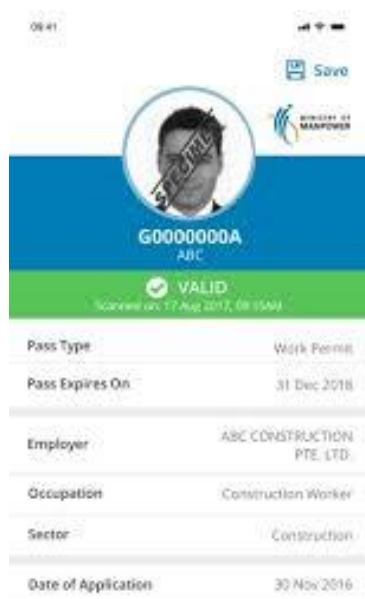 09:41
Save
MINISTRY OF
MANPOWER
SPECIMEN
G0000000A
ABC
VALID
Scanned on: 17 Aug 2017, 09:15AM
Pass Type Work Permit
Pass Expires On 31 Dec 2018
Employer ABC CONSTRUCTION
PTE. LTD.
Occupation Construction Worker
Sector Construction
Date of Application 30 Nov 2016